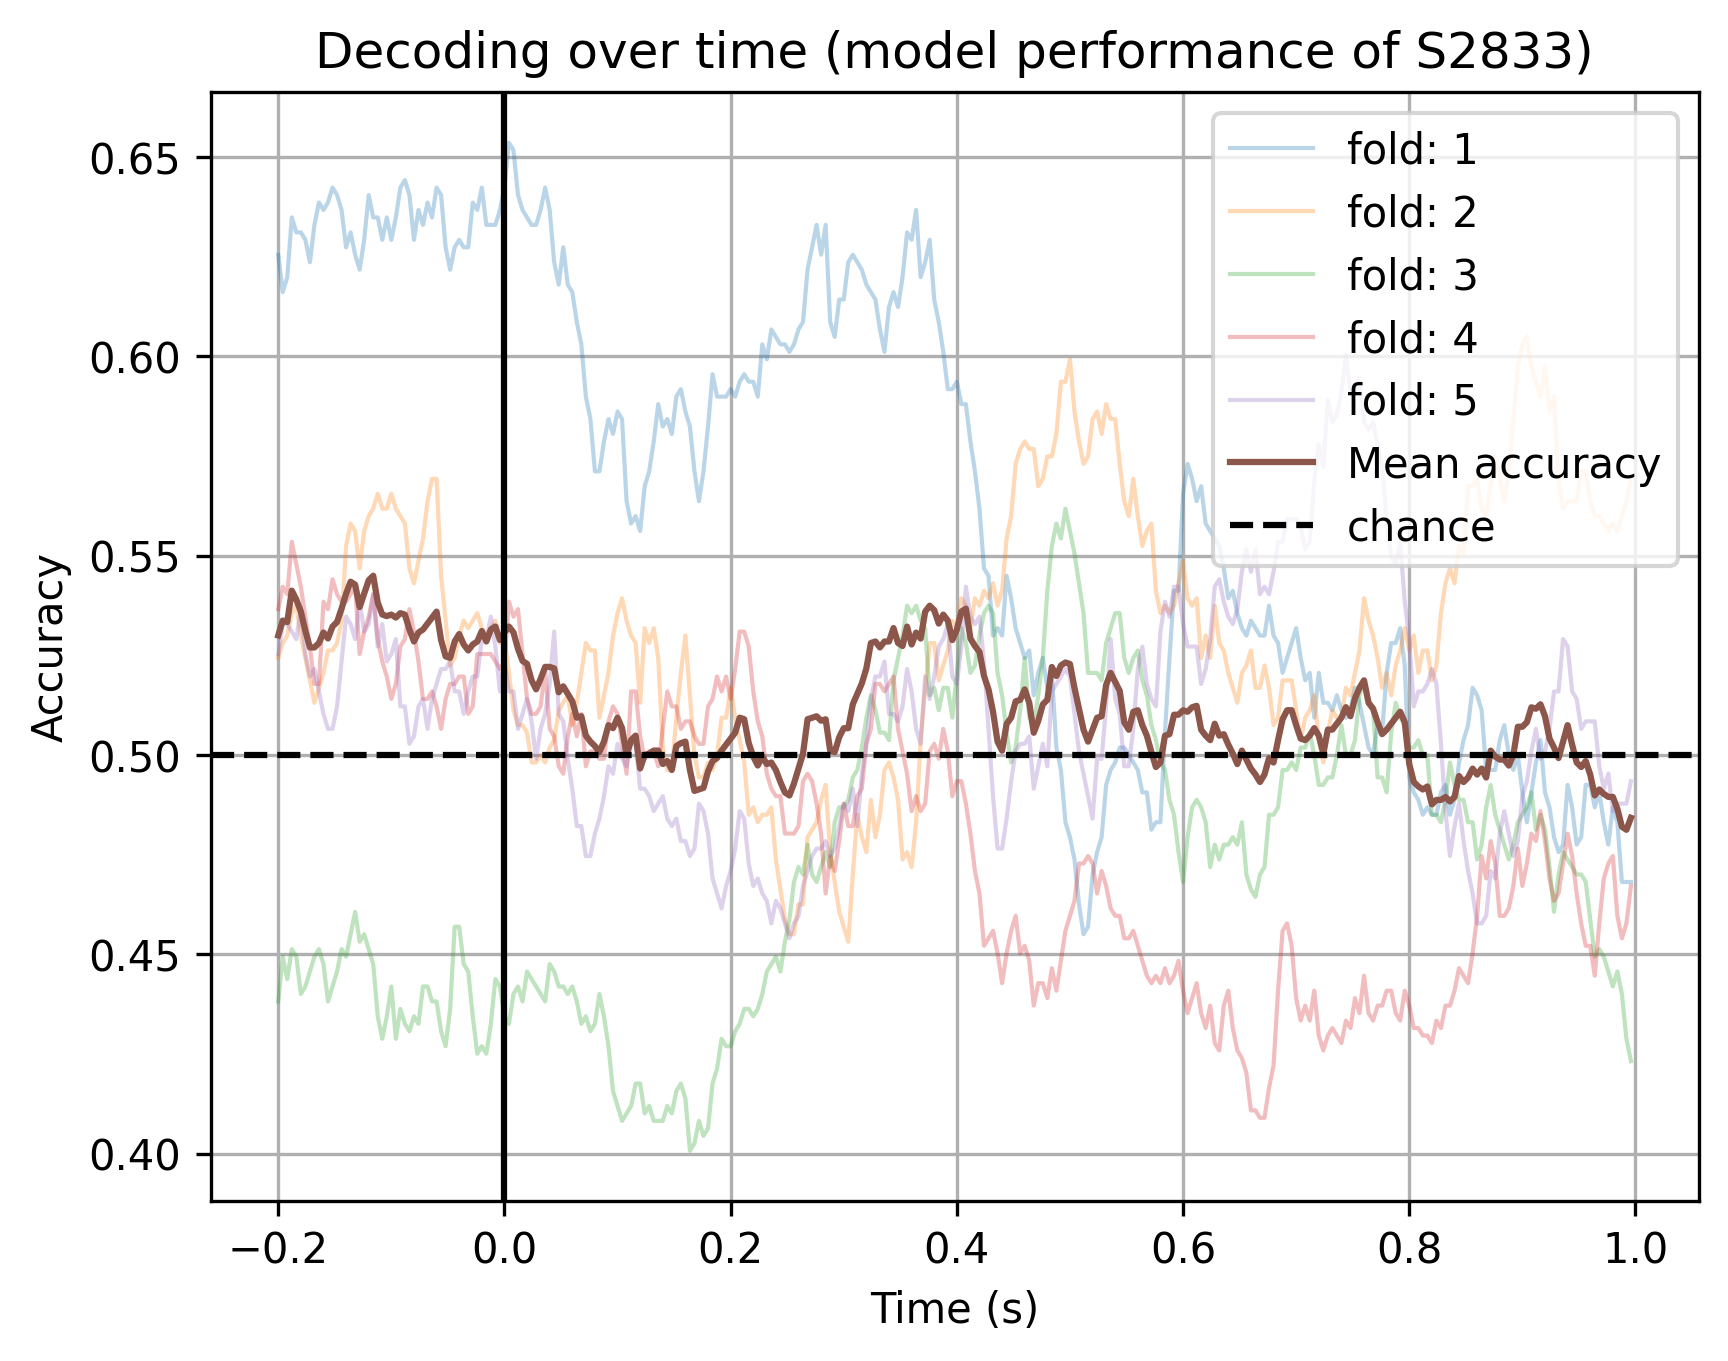 Decoding over time (model performance of S2833)
Accuracy
0.65
0.60
0.55
0.50
0.45
0.40
fold: 1
fold: 2
fold: 3
fold: 4
fold: 5
Mean accuracy
chance
−0.2
0.0
0.2
0.4
0.6
0.8
1.0
Time (s)